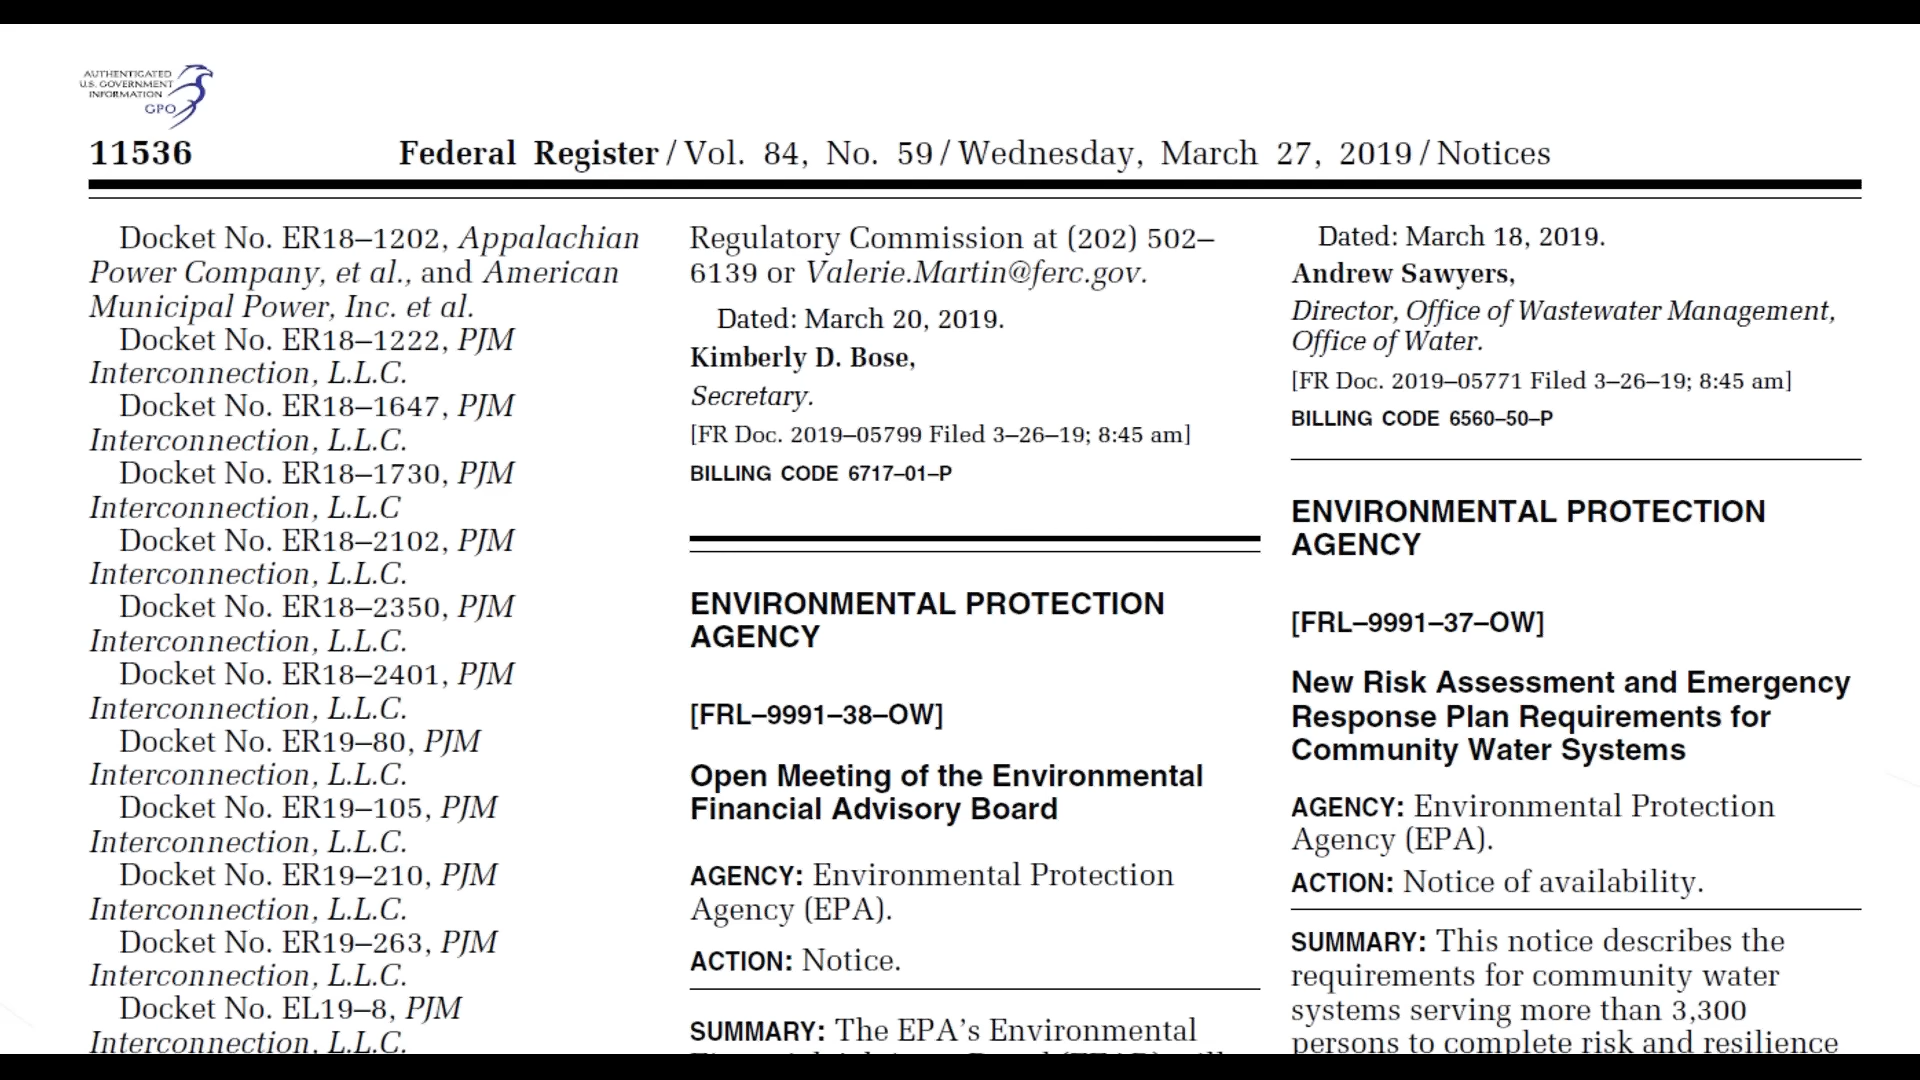 AUTHENTICATED
U.S. GOVERNMENT
INFORMATION
GPO
11536 Federal Register / Vol. 84, No. 59 / Wednesday, March 27, 2019 / Notices
Docket No. ER18–1202, Appalachian
Power Company, et al., and American
Municipal Power, Inc. et al.
Docket No. ER18–1222, PJM
Interconnection, L.L.C.
Docket No. ER18–1647, PJM
Interconnection, L.L.C.
Docket No. ER18–1730, PJM
Interconnection, L.L.C
Docket No. ER18–2102, PJM
Interconnection, L.L.C.
Docket No. ER18–2350, PJM
Interconnection, L.L.C.
Docket No. ER18–2401, PJM
Interconnection, L.L.C.
Docket No. ER19–80, PJM
Interconnection, L.L.C.
Docket No. ER19–105, PJM
Interconnection, L.L.C.
Docket No. ER19–210, PJM
Interconnection, L.L.C.
Docket No. ER19–263, PJM
Interconnection, L.L.C.
Docket No. EL19–8, PJM
Interconnection, L.L.C.
Regulatory Commission at (202) 502–
6139 or Valerie.Martin@ferc.gov.
Dated: March 20, 2019.
Kimberly D. Bose,
Secretary.
[FR Doc. 2019–05799 Filed 3–26–19; 8:45 am]
BILLING CODE 6717–01–P
ENVIRONMENTAL PROTECTION
AGENCY
[FRL–9991–38–OW]
Open Meeting of the Environmental
Financial Advisory Board
AGENCY: Environmental Protection
Agency (EPA).
ACTION: Notice.
SUMMARY: The EPA's Environmental
Dated: March 18, 2019.
Andrew Sawyers,
Director, Office of Wastewater Management,
Office of Water.
[FR Doc. 2019–05771 Filed 3–26–19; 8:45 am]
BILLING CODE 6560–50–P
ENVIRONMENTAL PROTECTION
AGENCY
[FRL–9991–37–OW]
New Risk Assessment and Emergency
Response Plan Requirements for
Community Water Systems
AGENCY: Environmental Protection
Agency (EPA).
ACTION: Notice of availability.
SUMMARY: This notice describes the
requirements for community water
systems serving more than 3,300
persons to complete risk and resilience